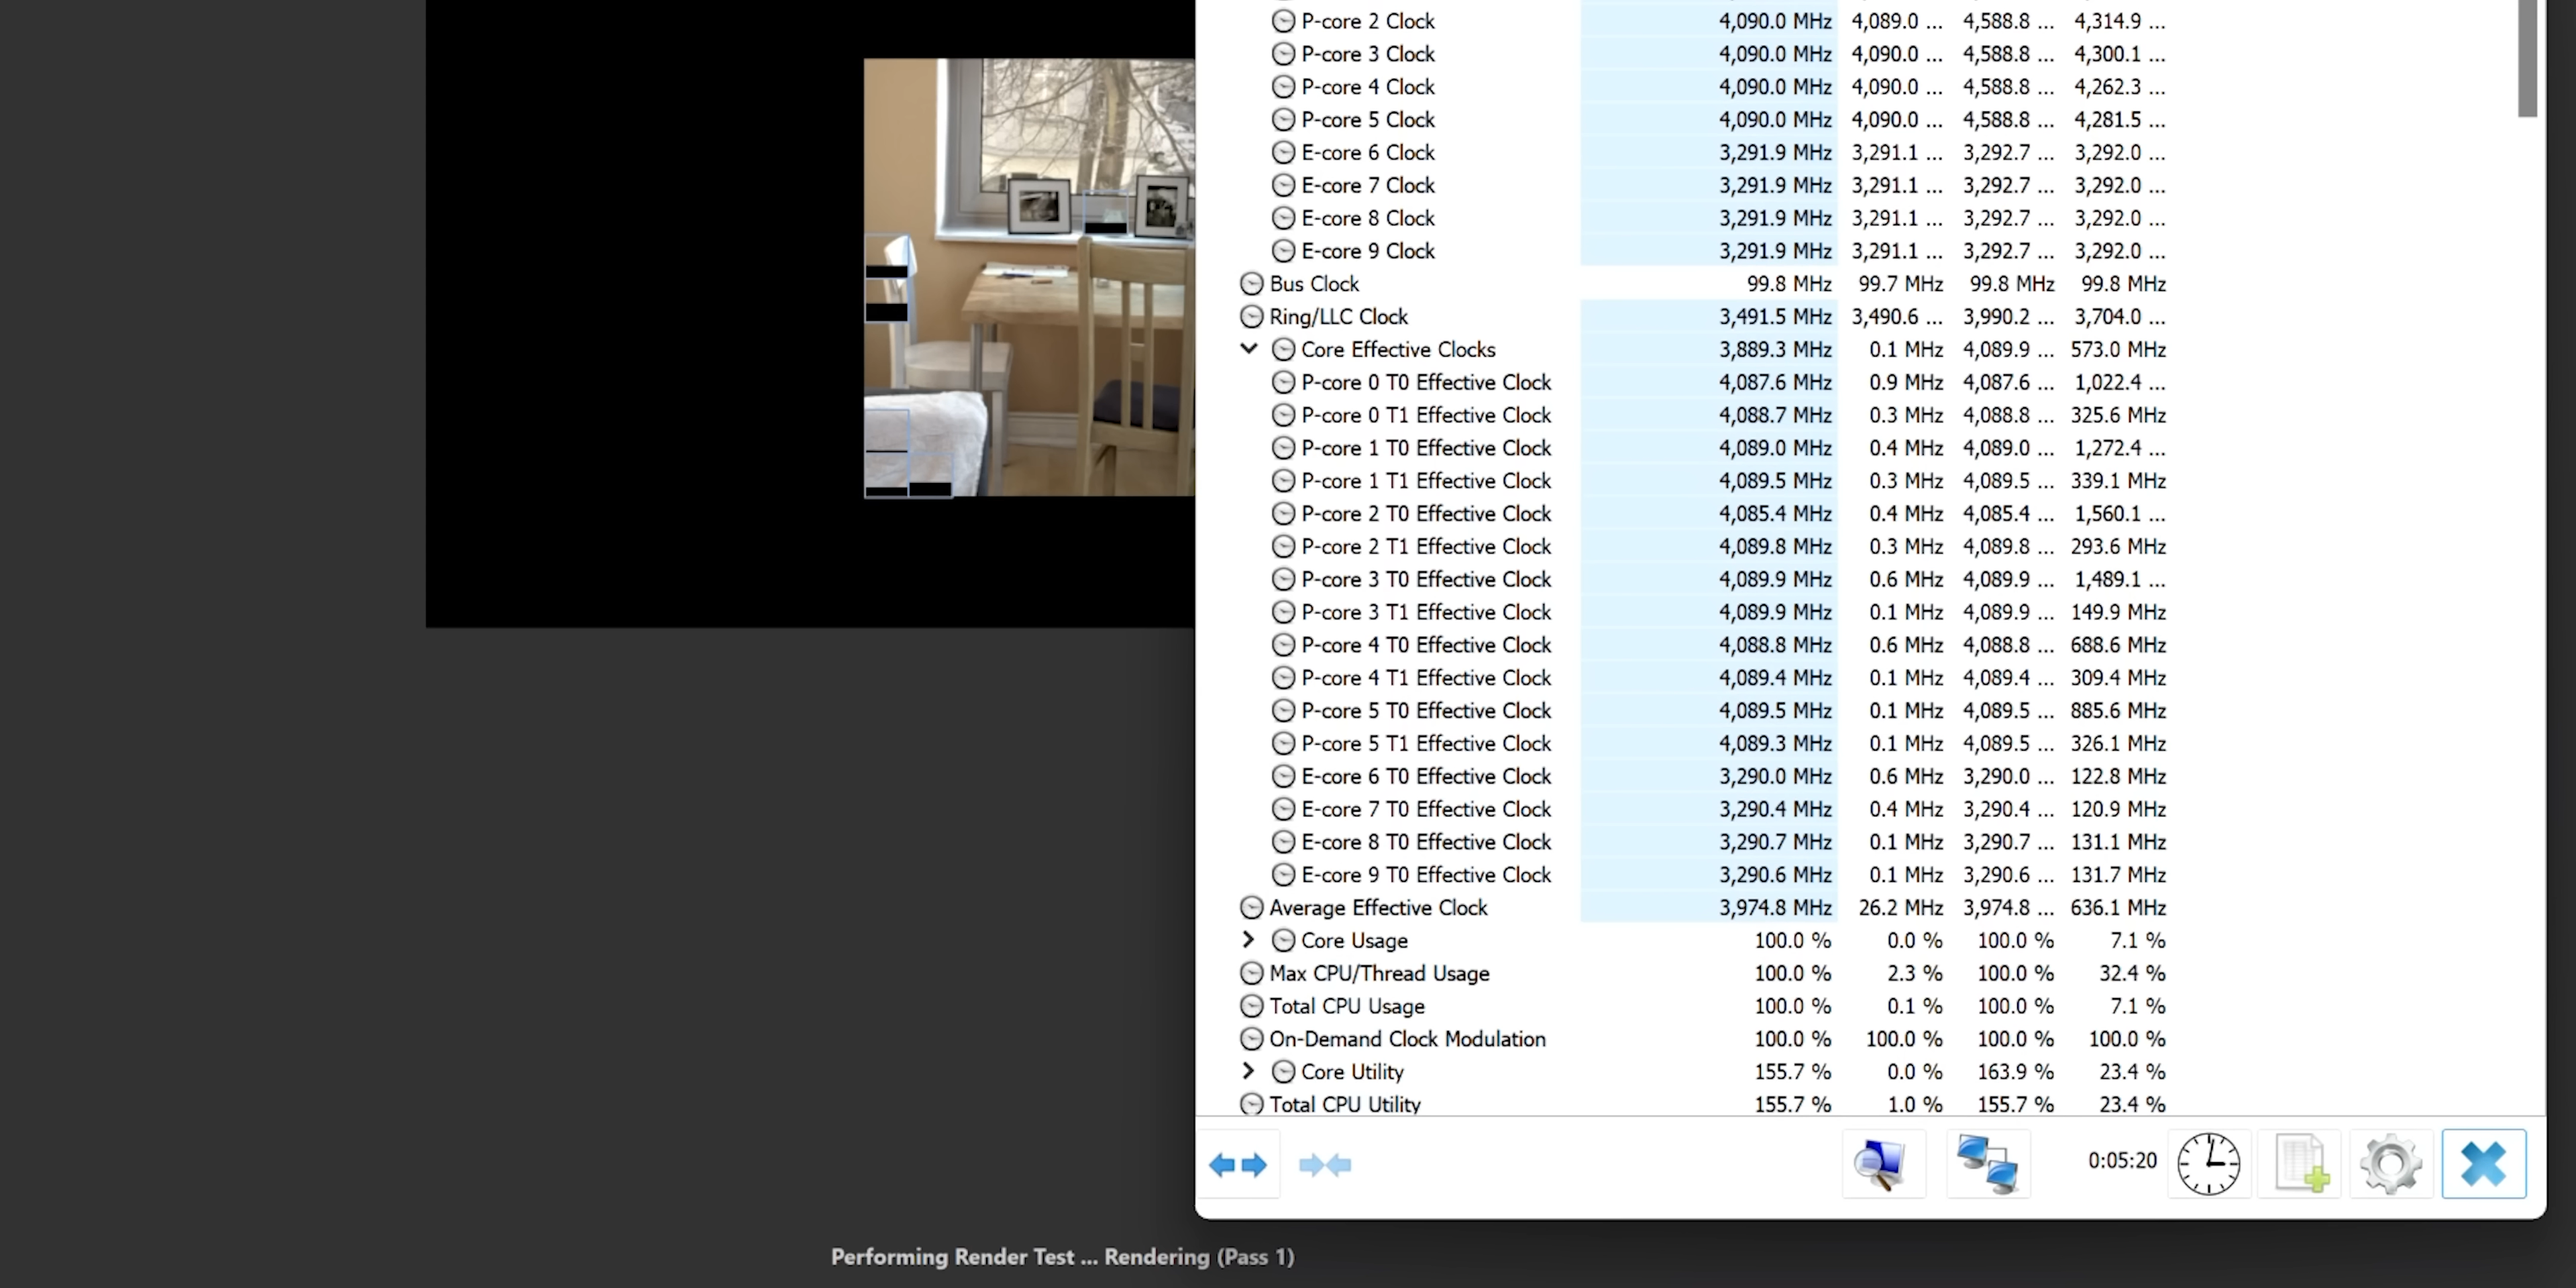 P-core 2 Clock 4,090.0 MHz 4,089.0 ... 4,588.8 ... 4,314.9 ...
P-core 3 Clock 4,090.0 MHz 4,090.0 ... 4,588.8 ... 4,300.1 ...
P-core 4 Clock 4,090.0 MHz 4,090.0 ... 4,588.8 ... 4,262.3 ...
P-core 5 Clock 4,090.0 MHz 4,090.0 ... 4,588.8 ... 4,281.5 ...
E-core 6 Clock 3,291.9 MHz 3,291.1 ... 3,292.7 ... 3,292.0 ...
E-core 7 Clock 3,291.9 MHz 3,291.1 ... 3,292.7 ... 3,292.0 ...
E-core 8 Clock 3,291.9 MHz 3,291.1 ... 3,292.7 ... 3,292.0 ...
E-core 9 Clock 3,291.9 MHz 3,291.1 ... 3,292.7 ... 3,292.0 ...
Bus Clock 99.8 MHz 99.7 MHz 99.8 MHz 99.8 MHz
Ring/LLC Clock 3,491.5 MHz 3,490.6 ... 3,990.2 ... 3,704.0 ...
Core Effective Clocks 3,889.3 MHz 0.1 MHz 4,089.9 ... 573.0 MHz
P-core 0 T0 Effective Clock 4,087.6 MHz 0.9 MHz 4,087.6 ... 1,022.4 ...
P-core 0 T1 Effective Clock 4,088.7 MHz 0.3 MHz 4,088.8 ... 325.6 MHz
P-core 1 T0 Effective Clock 4,089.0 MHz 0.4 MHz 4,089.0 ... 1,272.4 ...
P-core 1 T1 Effective Clock 4,089.5 MHz 0.3 MHz 4,089.5 ... 339.1 MHz
P-core 2 T0 Effective Clock 4,085.4 MHz 0.4 MHz 4,085.4 ... 1,560.1 ...
P-core 2 T1 Effective Clock 4,089.8 MHz 0.3 MHz 4,089.8 ... 293.6 MHz
P-core 3 T0 Effective Clock 4,089.9 MHz 0.6 MHz 4,089.9 ... 1,489.1 ...
P-core 3 T1 Effective Clock 4,089.9 MHz 0.1 MHz 4,089.9 ... 149.9 MHz
P-core 4 T0 Effective Clock 4,088.8 MHz 0.6 MHz 4,088.8 ... 688.6 MHz
P-core 4 T1 Effective Clock 4,089.4 MHz 0.1 MHz 4,089.4 ... 309.4 MHz
P-core 5 T0 Effective Clock 4,089.5 MHz 0.1 MHz 4,089.5 ... 885.6 MHz
P-core 5 T1 Effective Clock 4,089.3 MHz 0.1 MHz 4,089.5 ... 326.1 MHz
E-core 6 T0 Effective Clock 3,290.0 MHz 0.6 MHz 3,290.0 ... 122.8 MHz
E-core 7 T0 Effective Clock 3,290.4 MHz 0.4 MHz 3,290.4 ... 120.9 MHz
E-core 8 T0 Effective Clock 3,290.7 MHz 0.1 MHz 3,290.7 ... 131.1 MHz
E-core 9 T0 Effective Clock 3,290.6 MHz 0.1 MHz 3,290.6 ... 131.7 MHz
Average Effective Clock 3,974.8 MHz 26.2 MHz 3,974.8 ... 636.1 MHz
Core Usage 100.0 % 0.0 % 100.0 % 7.1 %
Max CPU/Thread Usage 100.0 % 2.3 % 100.0 % 32.4 %
Total CPU Usage 100.0 % 0.1 % 100.0 % 7.1 %
On-Demand Clock Modulation 100.0 % 100.0 % 100.0 % 100.0 %
Core Utility 155.7 % 0.0 % 163.9 % 23.4 %
Total CPU Utility 155.7 % 1.0 % 155.7 % 23.4 %
0:05:20
Performing Render Test ... Rendering (Pass 1)